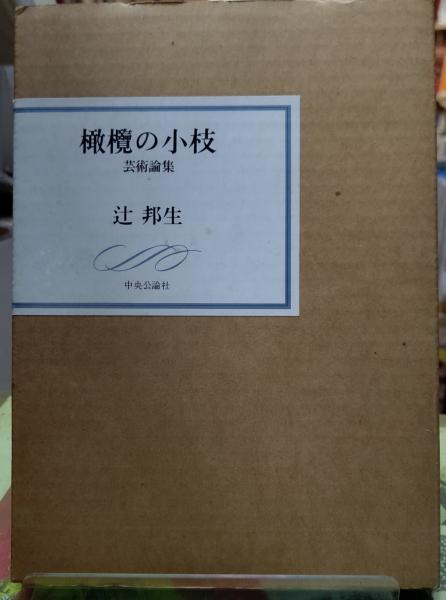 橄欖の小枝
芸術論集
辻 邦生
中央公論社